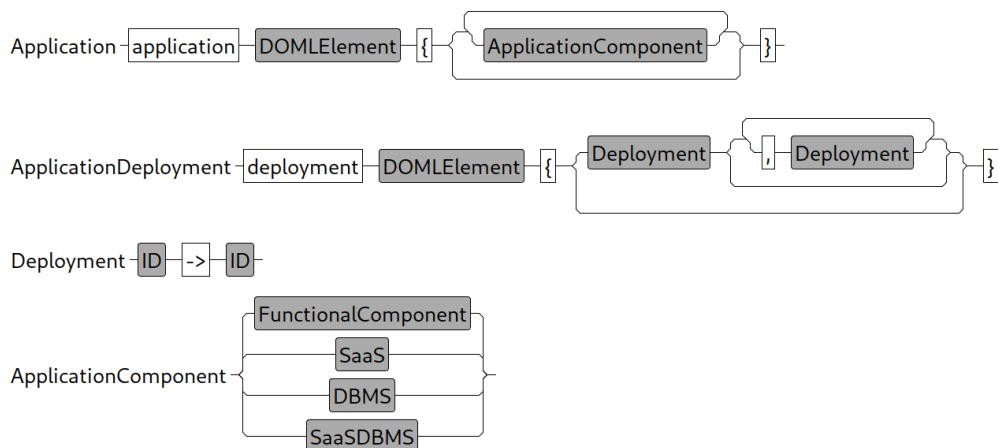 Application application DOMLElement { ApplicationComponent }
ApplicationDeployment deployment DOMLElement { Deployment , Deployment }
Deployment ID -> ID
FunctionalComponent
SaaS
ApplicationComponent
DBMS
SaaSDBMS